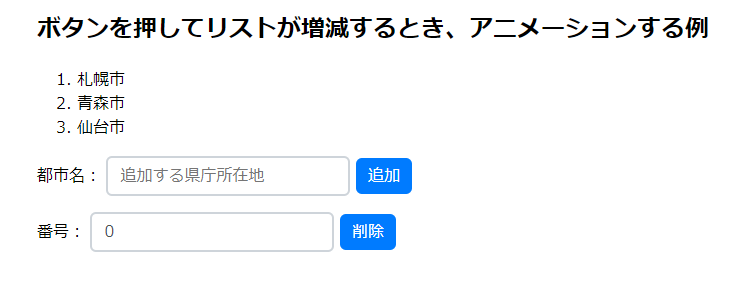 ボタンを押してリストが増減するとき、アニメーションする例
1. 札幌市
2. 青森市
3. 仙台市
都市名： 追加する県庁所在地 追加
番号： 0 削除